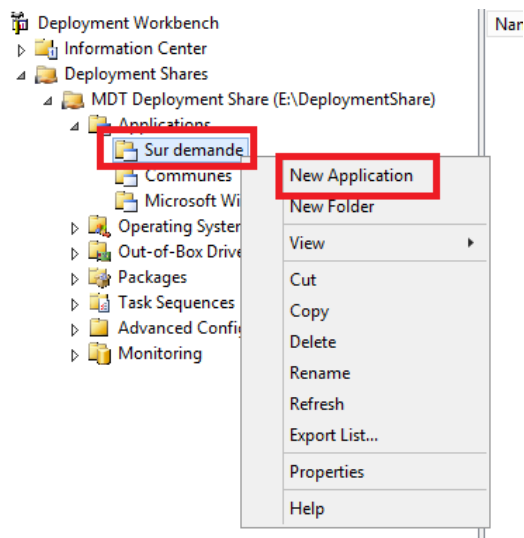 Deployment Workbench
Nar
Information Center
Deployment Shares
MDT Deployment Share (E:\DeploymentShare)
Applications
Sur demande
Communes
New Application
Microsoft Wi
New Folder
Operating Syster
Out-of-Box Drive
View
Packages
Cut
Task Sequences
Copy
Advanced Config
Delete
Monitoring
Rename
Refresh
Export List...
Properties
Help